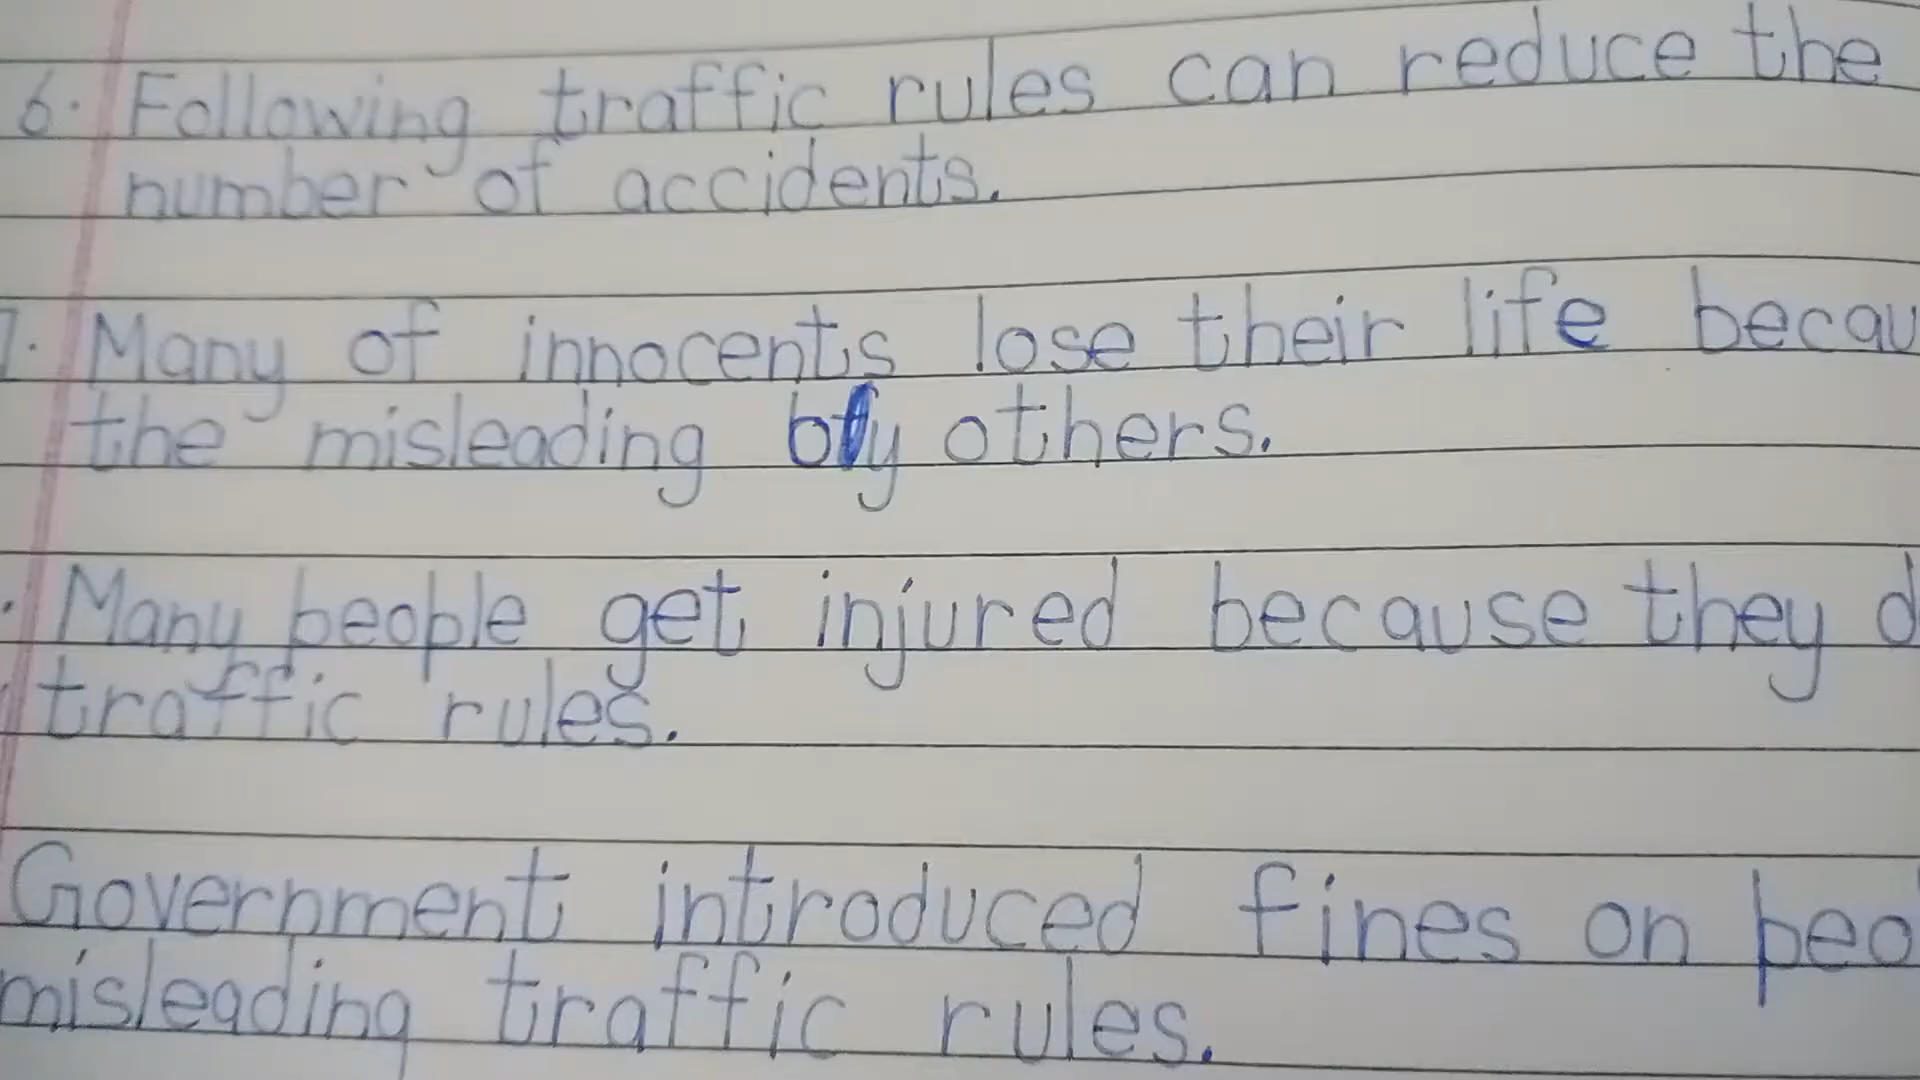 6. Following traffic rules can reduce the
number of accidents.
7. Many of innocents lose their life becau
the misleading by others.
. Many people get injured because they d
traffic rules.
Government introduced fines on peo
misleading traffic rules.